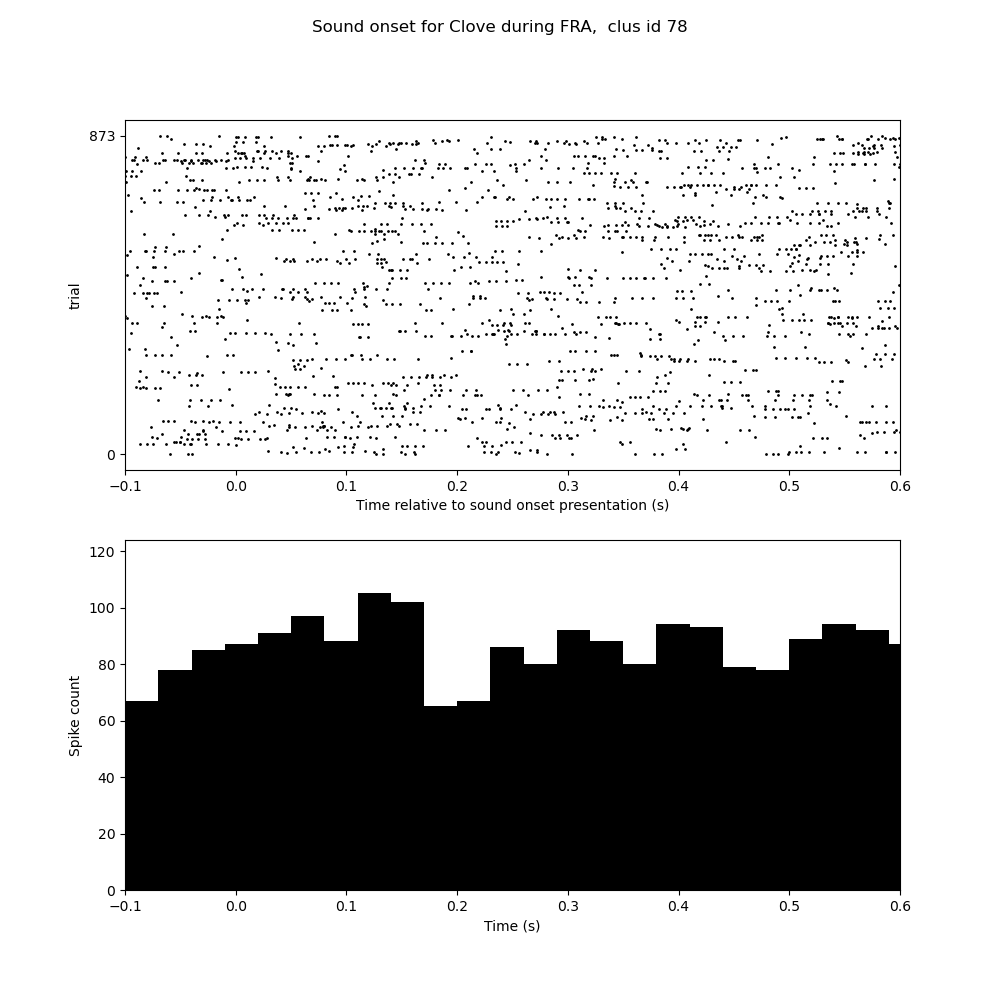 Sound onset for Clove during FRA,  clus id 78
873
trial
0
−0.1 0.0 0.1 0.2 0.3 0.4 0.5 0.6
Time relative to sound onset presentation (s)
120
100
80
Spike count
60
40
20
0
−0.1 0.0 0.1 0.2 0.3 0.4 0.5 0.6
Time (s)